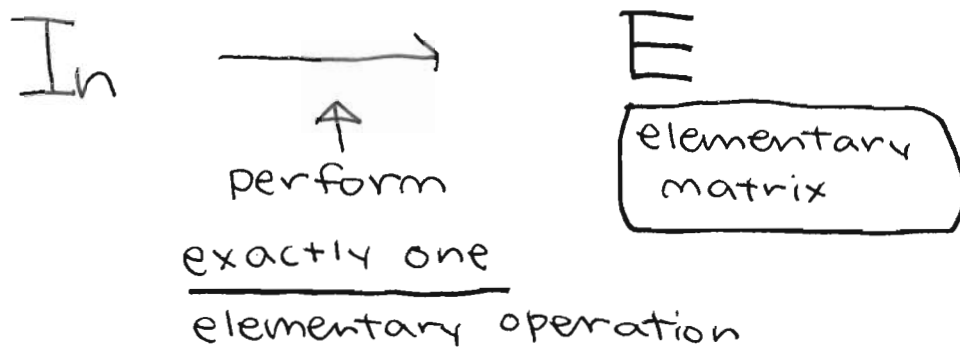 In → E
elementary
matrix
perform
exactly one
elementary operation